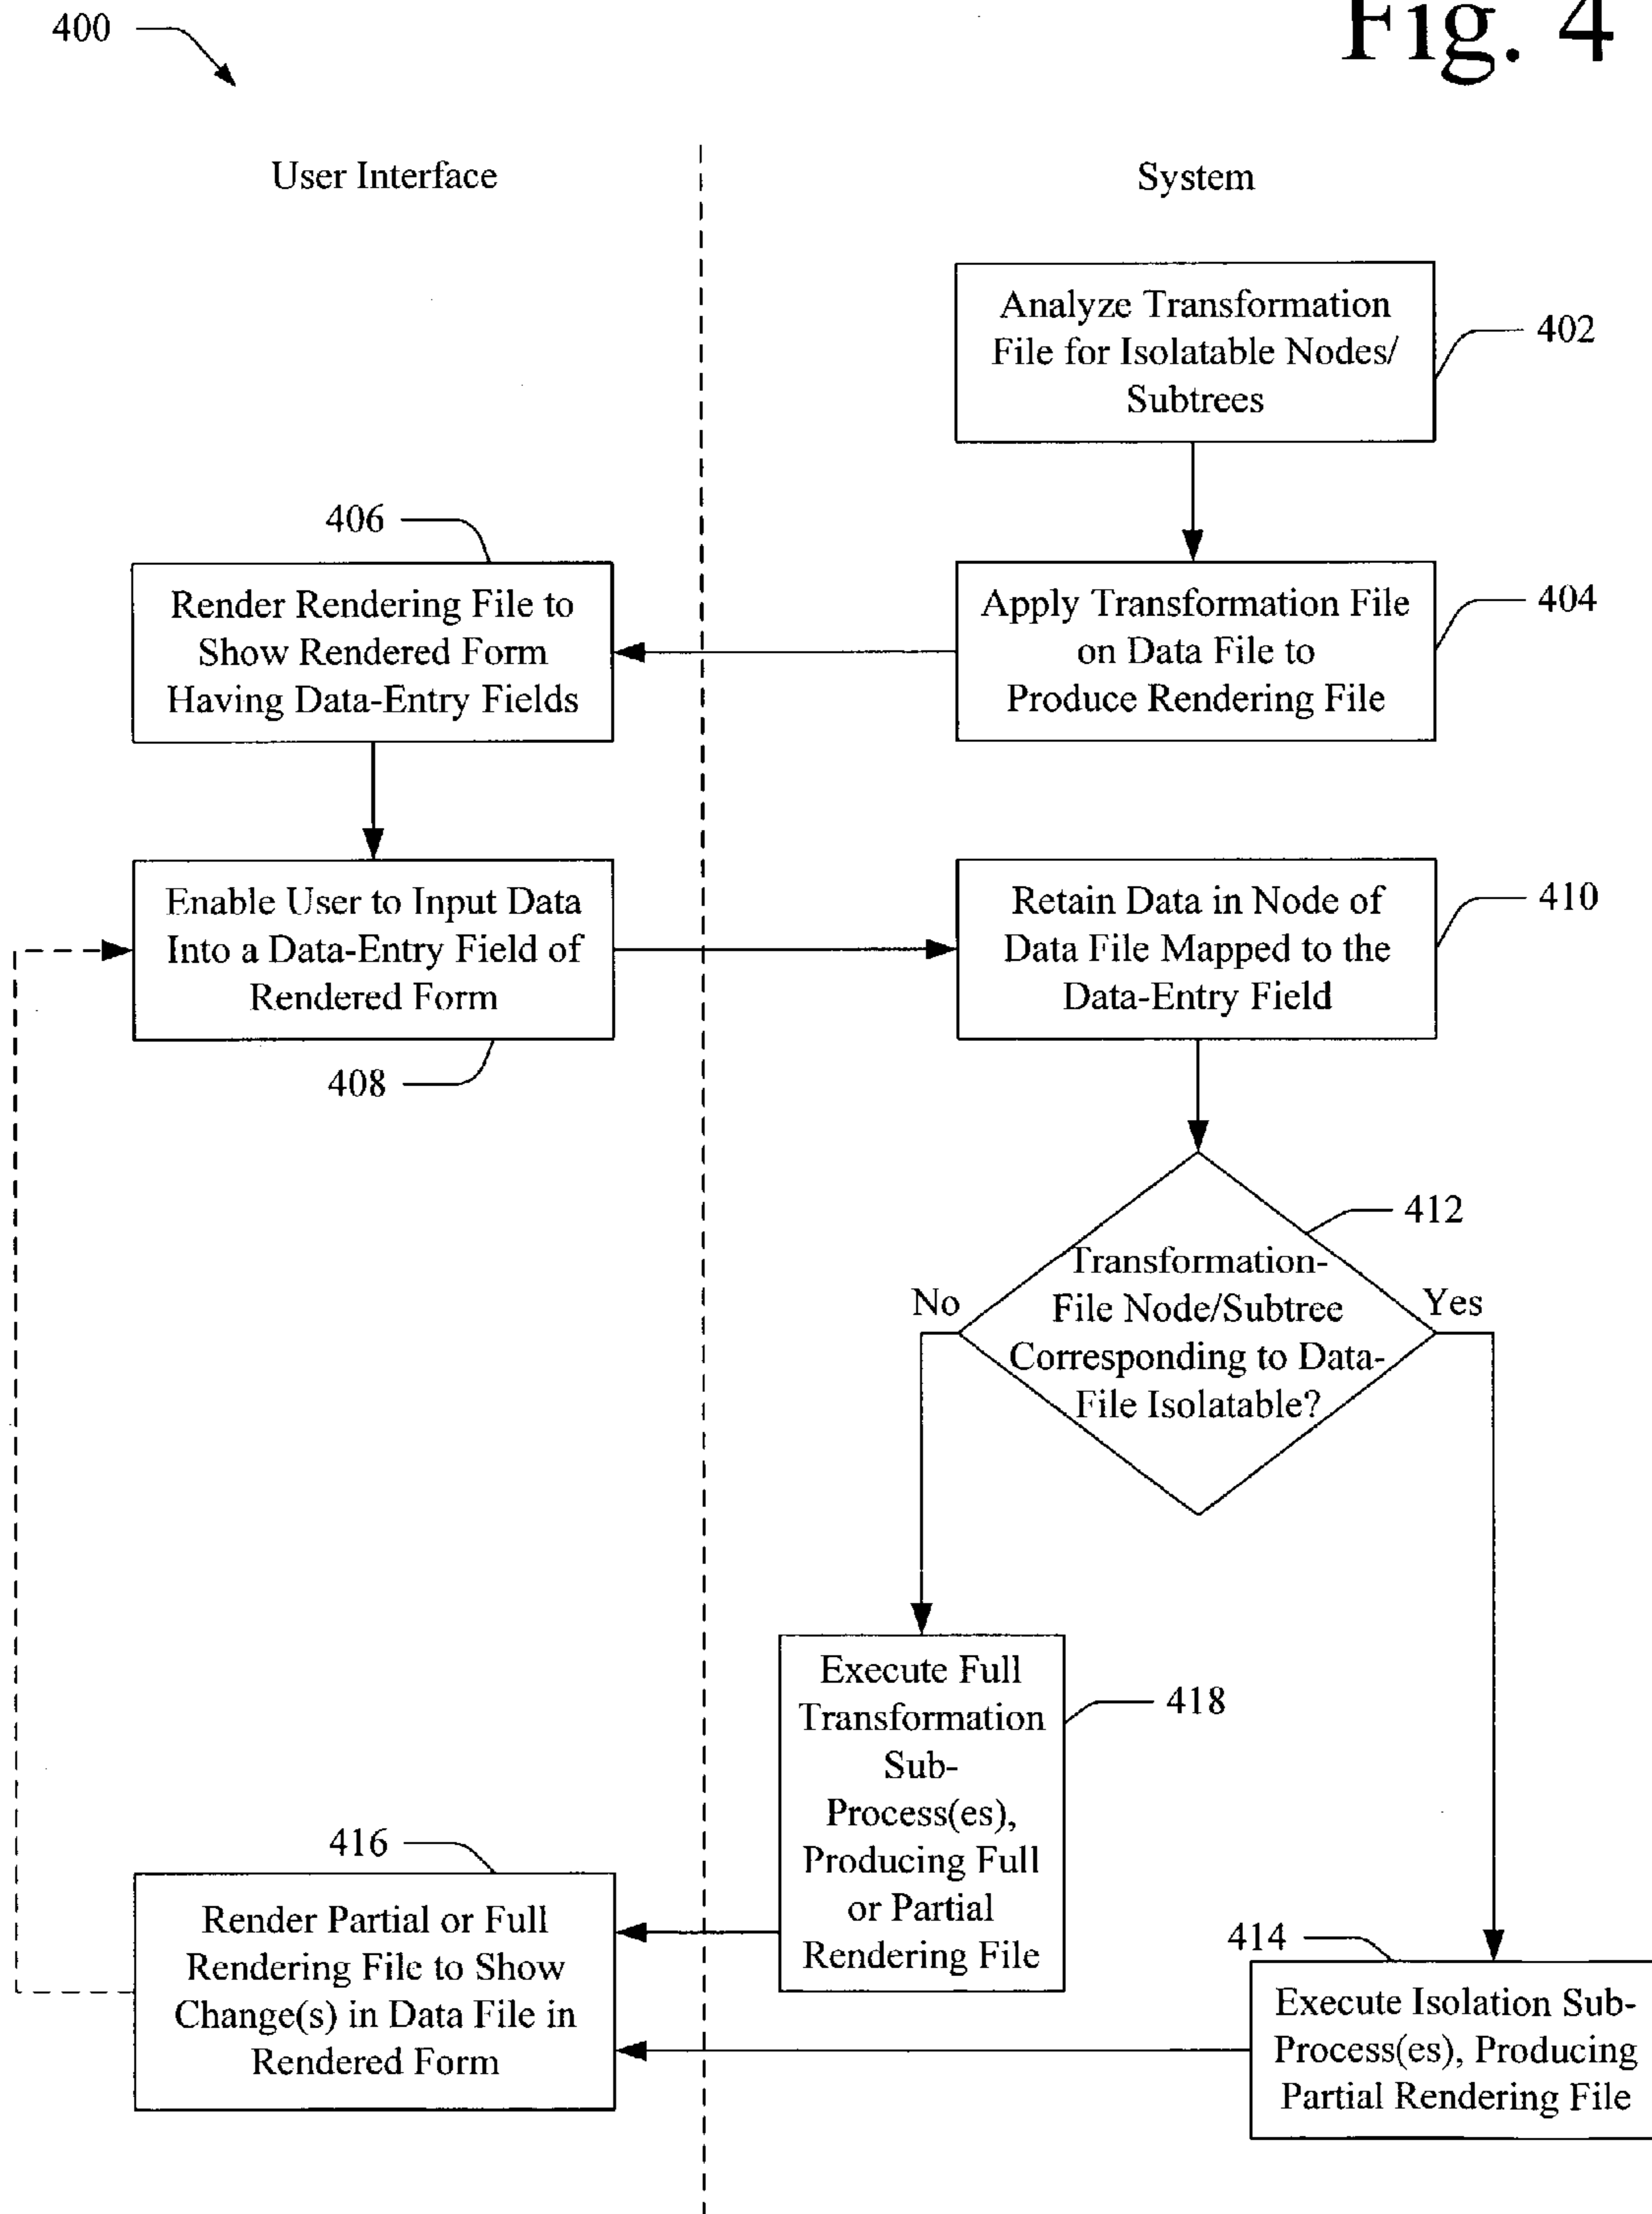 400
Fig. 4
User Interface
System
Analyze Transformation
File for Isolatable Nodes/
Subtrees
402
406
Render Rendering File to
Show Rendered Form
Having Data-Entry Fields
Apply Transformation File
on Data File to
Produce Rendering File
404
Enable User to Input Data
Into a Data-Entry Field of
Rendered Form
408
Retain Data in Node of
Data File Mapped to the
Data-Entry Field
410
412
Transformation-
File Node/Subtree
Corresponding to Data-
File Isolatable?
No
Yes
Execute Full
Transformation
Sub-
Process(es),
Producing Full
or Partial
Rendering File
418
416
Render Partial or Full
Rendering File to Show
Change(s) in Data File in
Rendered Form
414
Execute Isolation Sub-
Process(es), Producing
Partial Rendering File